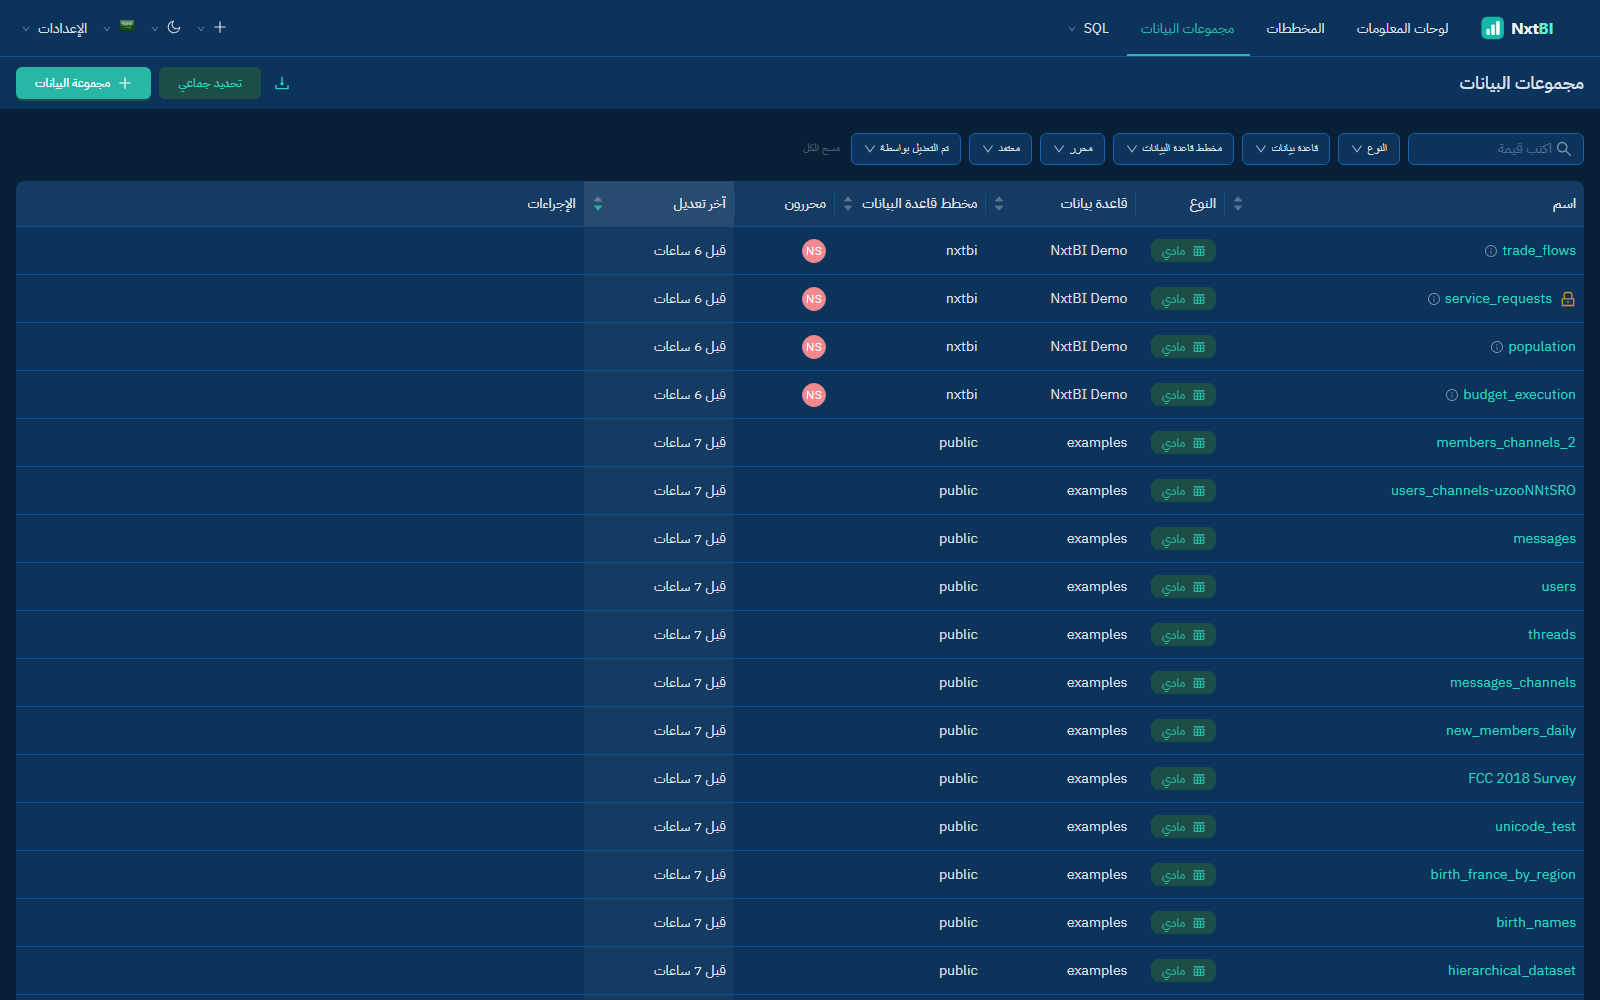 NxtBI
لوحات المعلومات
المخططات
مجموعات البيانات
SQL
الإعدادات
مجموعات البيانات
تحديد جماعي
مجموعة البيانات
اكتب قيمة
النوع
قاعدة بيانات
مخطط قاعدة البيانات
محرر
معتمد
تم التعديل بواسطة
مسح الكل
اسم النوع قاعدة بيانات مخطط قاعدة البيانات محررون آخر تعديل الإجراءات
trade_flows مادي NxtBI Demo nxtbi NS قبل 6 ساعات
service_requests مادي NxtBI Demo nxtbi NS قبل 6 ساعات
population مادي NxtBI Demo nxtbi NS قبل 6 ساعات
budget_execution مادي NxtBI Demo nxtbi NS قبل 6 ساعات
members_channels_2 مادي examples public قبل 7 ساعات
users_channels-uzooNNtSRO مادي examples public قبل 7 ساعات
messages مادي examples public قبل 7 ساعات
users مادي examples public قبل 7 ساعات
threads مادي examples public قبل 7 ساعات
messages_channels مادي examples public قبل 7 ساعات
new_members_daily مادي examples public قبل 7 ساعات
FCC 2018 Survey مادي examples public قبل 7 ساعات
unicode_test مادي examples public قبل 7 ساعات
birth_france_by_region مادي examples public قبل 7 ساعات
birth_names مادي examples public قبل 7 ساعات
hierarchical_dataset مادي examples public قبل 7 ساعات